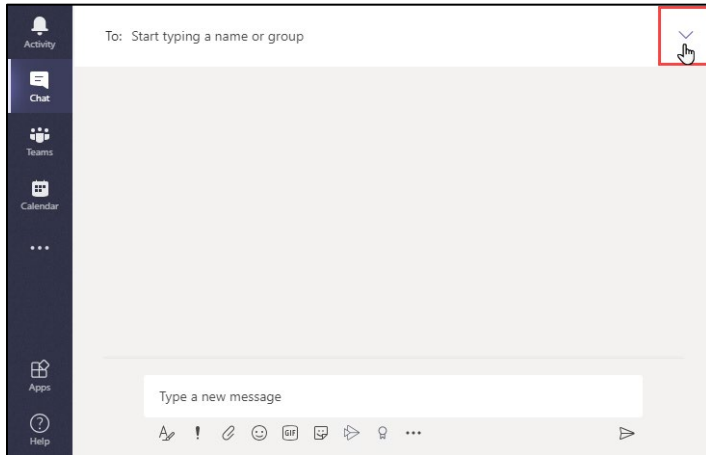 Activity
To: Start typing a name or group
Chat
Teams
Calendar
Apps
Help
Type a new message
GIF